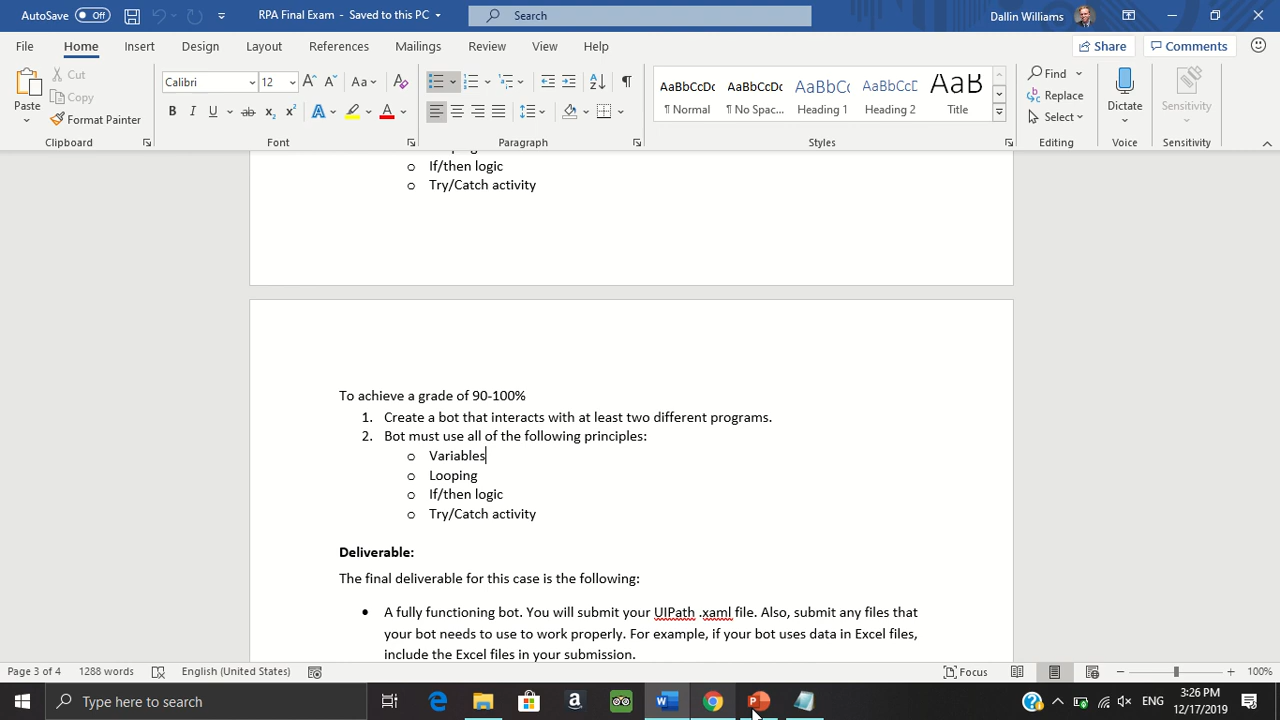 AutoSave Off RPA Final Exam - Saved to this PC Search Dallin Williams
File Home Insert Design Layout References Mailings Review View Help Share Comments
Paste Cut Copy Format Painter Clipboard
Calibri 12 Aa B I U ab x₂ x² A A Font
Paragraph
AaBbCcDc ¶ Normal
AaBbCcDc ¶ No Spac...
AaBbCc Heading 1
AaBbCcD Heading 2
AaB Title
Styles
Find Replace Select Editing
Dictate Voice
Sensitivity Sensitivity
o If/then logic
o Try/Catch activity
To achieve a grade of 90-100%
1. Create a bot that interacts with at least two different programs.
2. Bot must use all of the following principles:
o Variables
o Looping
o If/then logic
o Try/Catch activity
Deliverable:
The final deliverable for this case is the following:
• A fully functioning bot. You will submit your UIPath .xaml file. Also, submit any files that
your bot needs to use to work properly. For example, if your bot uses data in Excel files,
include the Excel files in your submission.
Page 3 of 4 1288 words English (United States) Focus 100%
Type here to search
ENG 3:26 PM
12/17/2019